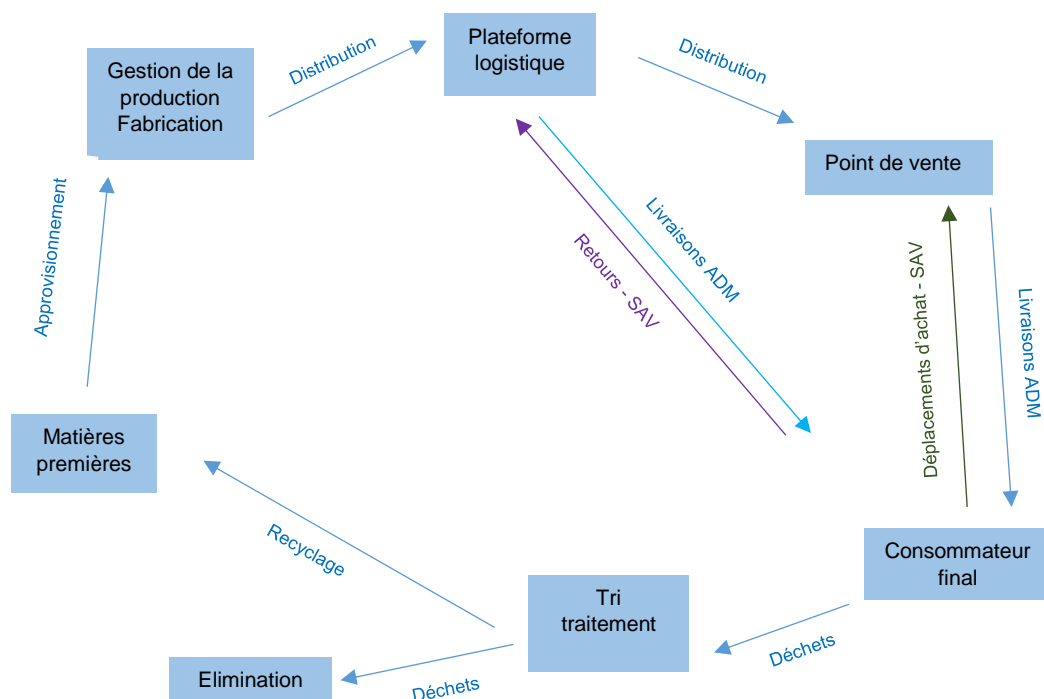 Plateforme
logistique
Distribution
Distribution
Gestion de la
production
Fabrication
Point de vente
Approvisionnement
Livraisons ADM
Retours - SAV
Déplacements d'achat - SAV
Livraisons ADM
Matières
premières
Recyclage
Consommateur
final
Tri
traitement
Déchets
Elimination
Déchets